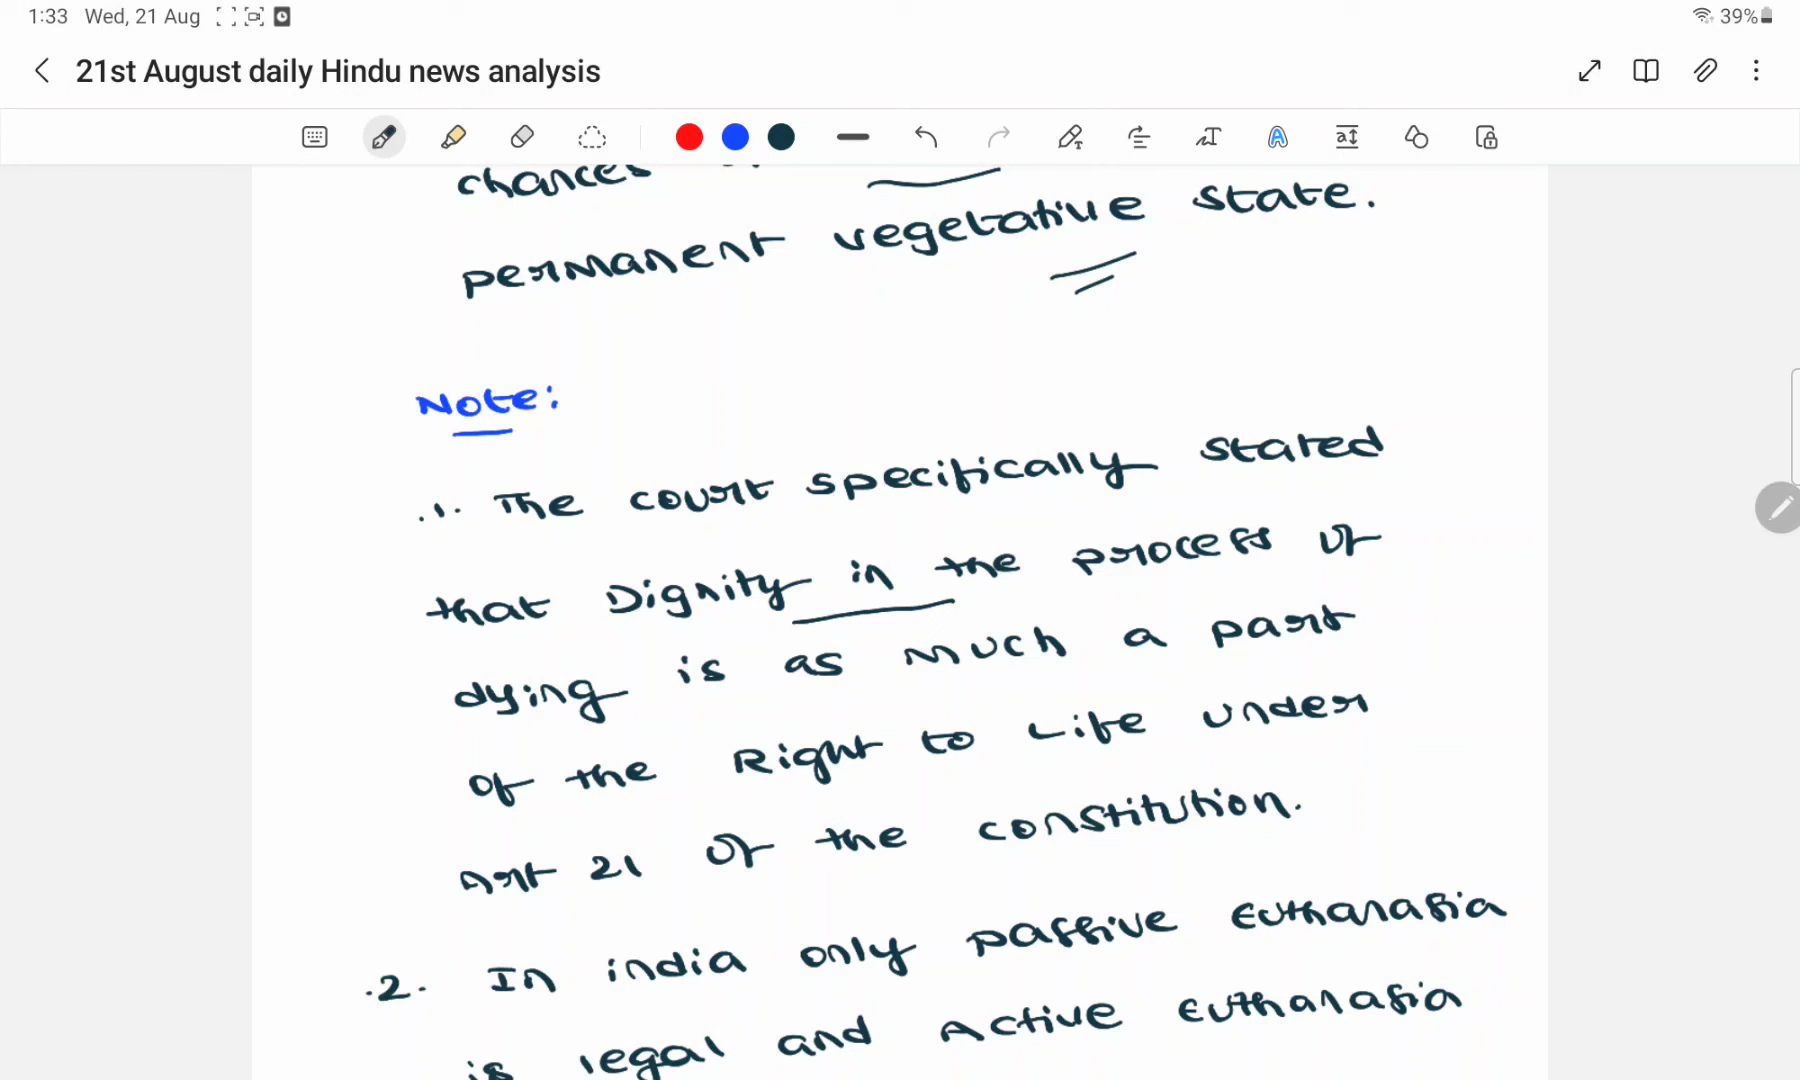 1:33 Wed, 21 Aug 39%
21st August daily Hindu news analysis
chances
permanent vegetative state.
Note:
.1. The court specifically stated
that Dignity in the process of
dying is as much a part
of the Right to Life under
Art 21 of the constitution.
.2. In india only passive Euthanasia
is legal and Active Euthanasia